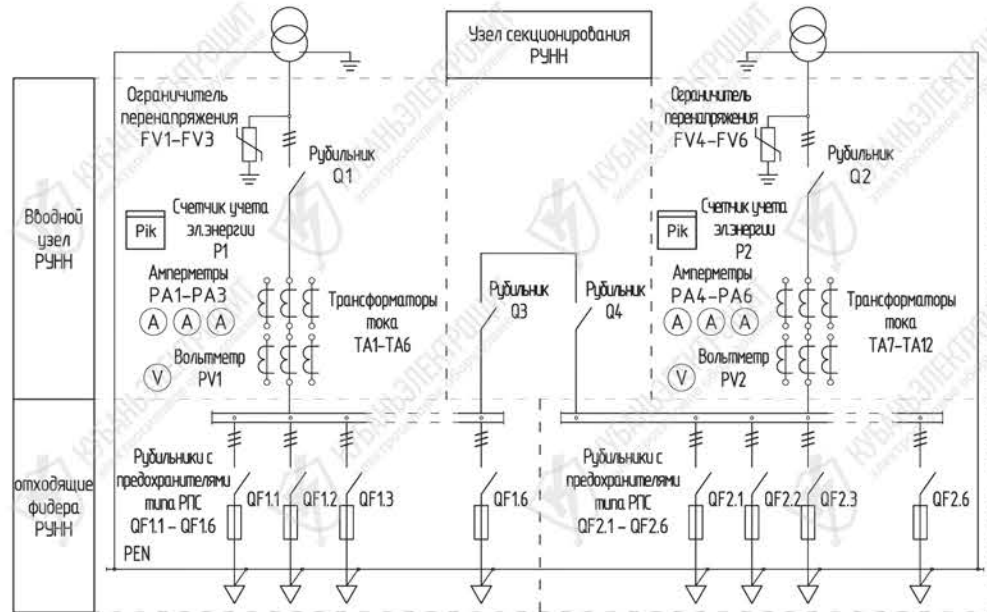 Узел секционирования
РУНН
Ограничитель
перенапряжения
FV1-FV3
Рубильник
Q1
Ограничитель
перенапряжения
FV4-FV6
Рубильник
Q2
Вводной
узел
РУНН
Pik
Счетчик учета
эл.энергии
P1
Pik
Счетчик учета
эл.энергии
P2
Амперметры
PA1-PA3
A A A
Трансформаторы
тока
TA1-TA6
Вольтметр
PV1
V
Рубильник
Q3
Рубильник
Q4
Амперметры
PA4-PA6
A A A
Трансформаторы
тока
TA7-TA12
Вольтметр
PV2
V
отходящие
фидера
РУНН
Рубильники с
предохранителями
типа РПС
QF1.1 - QF1.6
QF1.1
QF1.2
QF1.3
QF1.6
Рубильники с
предохранителями
типа РПС
QF2.1 - QF2.6
QF2.1
QF2.2
QF2.3
QF2.6
PEN
КУБАНЬЭЛЕКТРОЩИТ